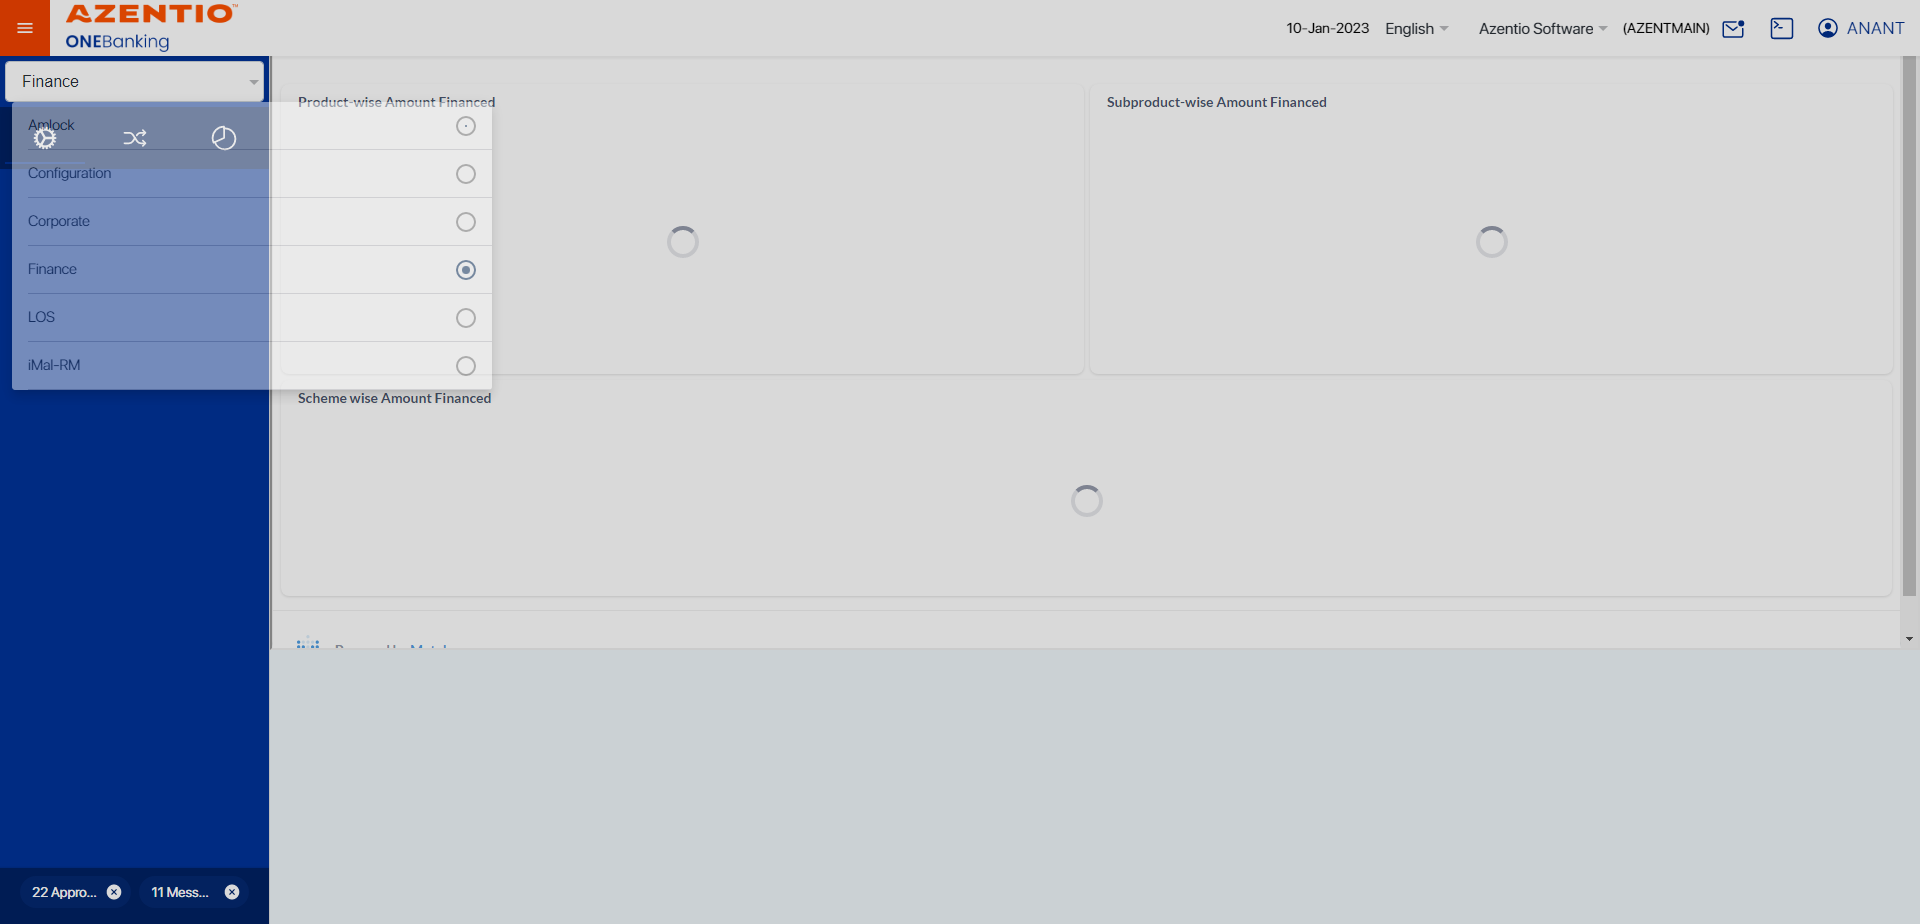 AZENTIO™
ONEBanking
10-Jan-2023 English Azentio Software (AZENTMAIN) ANANT
Finance
Product-wise Amount Financed
Subproduct-wise Amount Financed
Amlock
Configuration
Corporate
Finance
LOS
iMal-RM
Scheme wise Amount Financed
22 Appro...
11 Mess...